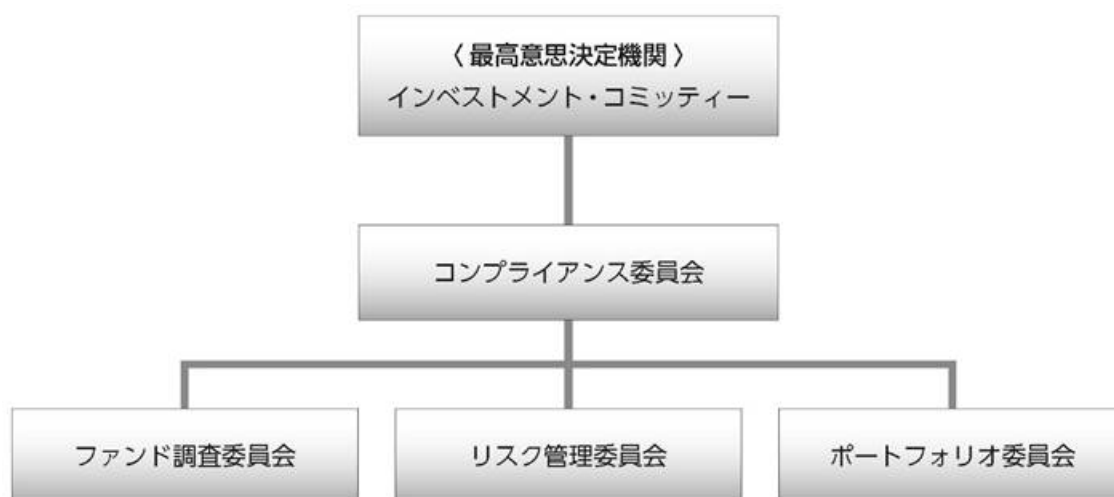 〈 最高意思決定機関 〉
インベストメント・コミッティー
コンプライアンス委員会
ファンド調査委員会
リスク管理委員会
ポートフォリオ委員会